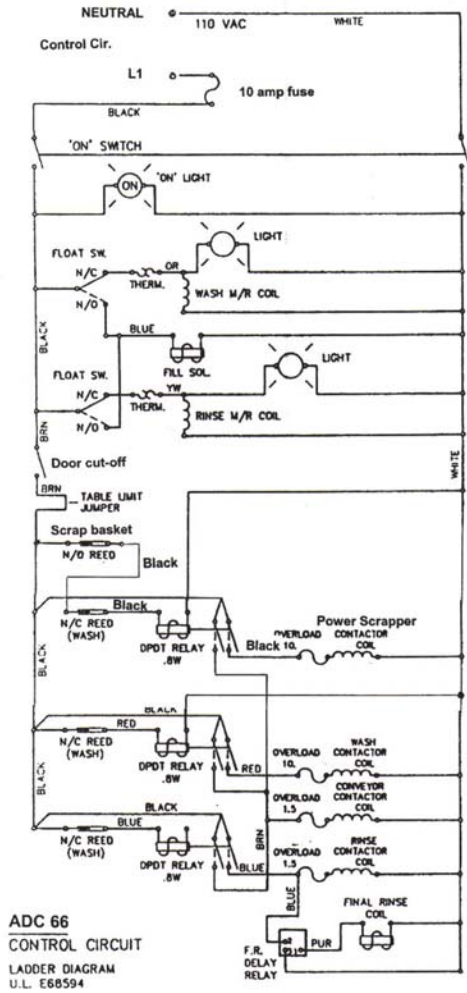 NEUTRAL
110 VAC
WHITE
Control Cir.
L1
10 amp fuse
BLACK
'ON' SWITCH
ON
'ON' LIGHT
LIGHT
FLOAT SW.
N/C
OR
THERM.
WASH M/R COIL
N/O
BLACK
BLUE
FILL SOL.
LIGHT
FLOAT SW.
N/C
YW
THERM.
RINSE M/R COIL
N/O
BRN
WHITE
Door cut-off
BRN
TABLE LIMIT
JUMPER
Scrap basket
N/O REED
Black
Black
N/C REED
(WASH)
DPDT RELAY
.8W
Power Scrapper
Black
OVERLOAD
10.
CONTACTOR
COIL
BLACK
BLACK
RED
N/C REED
(WASH)
DPDT RELAY
.8W
RED
OVERLOAD
10.
WASH
CONTACTOR
COIL
CONVEYOR
CONTACTOR
COIL
OVERLOAD
1.5
BLACK
BLACK
BLUE
N/C REED
(WASH)
DPDT RELAY
.8W
BLUE
BRN
OVERLOAD
1.5
RINSE
CONTACTOR
COIL
BLUE
FINAL RINSE
COIL
PUR
F.R.
DELAY
RELAY
ADC 66
CONTROL CIRCUIT
LADDER DIAGRAM
U.L. E68594